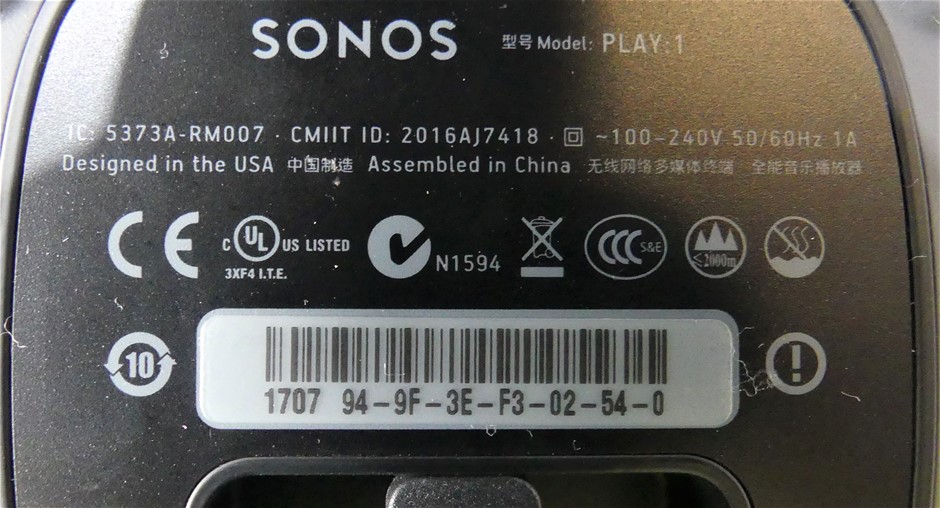 SONOS 型号 Model: PLAY:1
IC: 5373A-RM007 · CMIIT ID: 2016AJ7418 · ~100-240V 50/60Hz 1A
Designed in the USA 中国制造 Assembled in China 无线网络多媒体终端 全能音乐播放器
CE C UL US LISTED N1594 CCC S&E ≤2000m
3XF4 I.T.E.
10 !
1707 94-9F-3E-F3-02-54-0